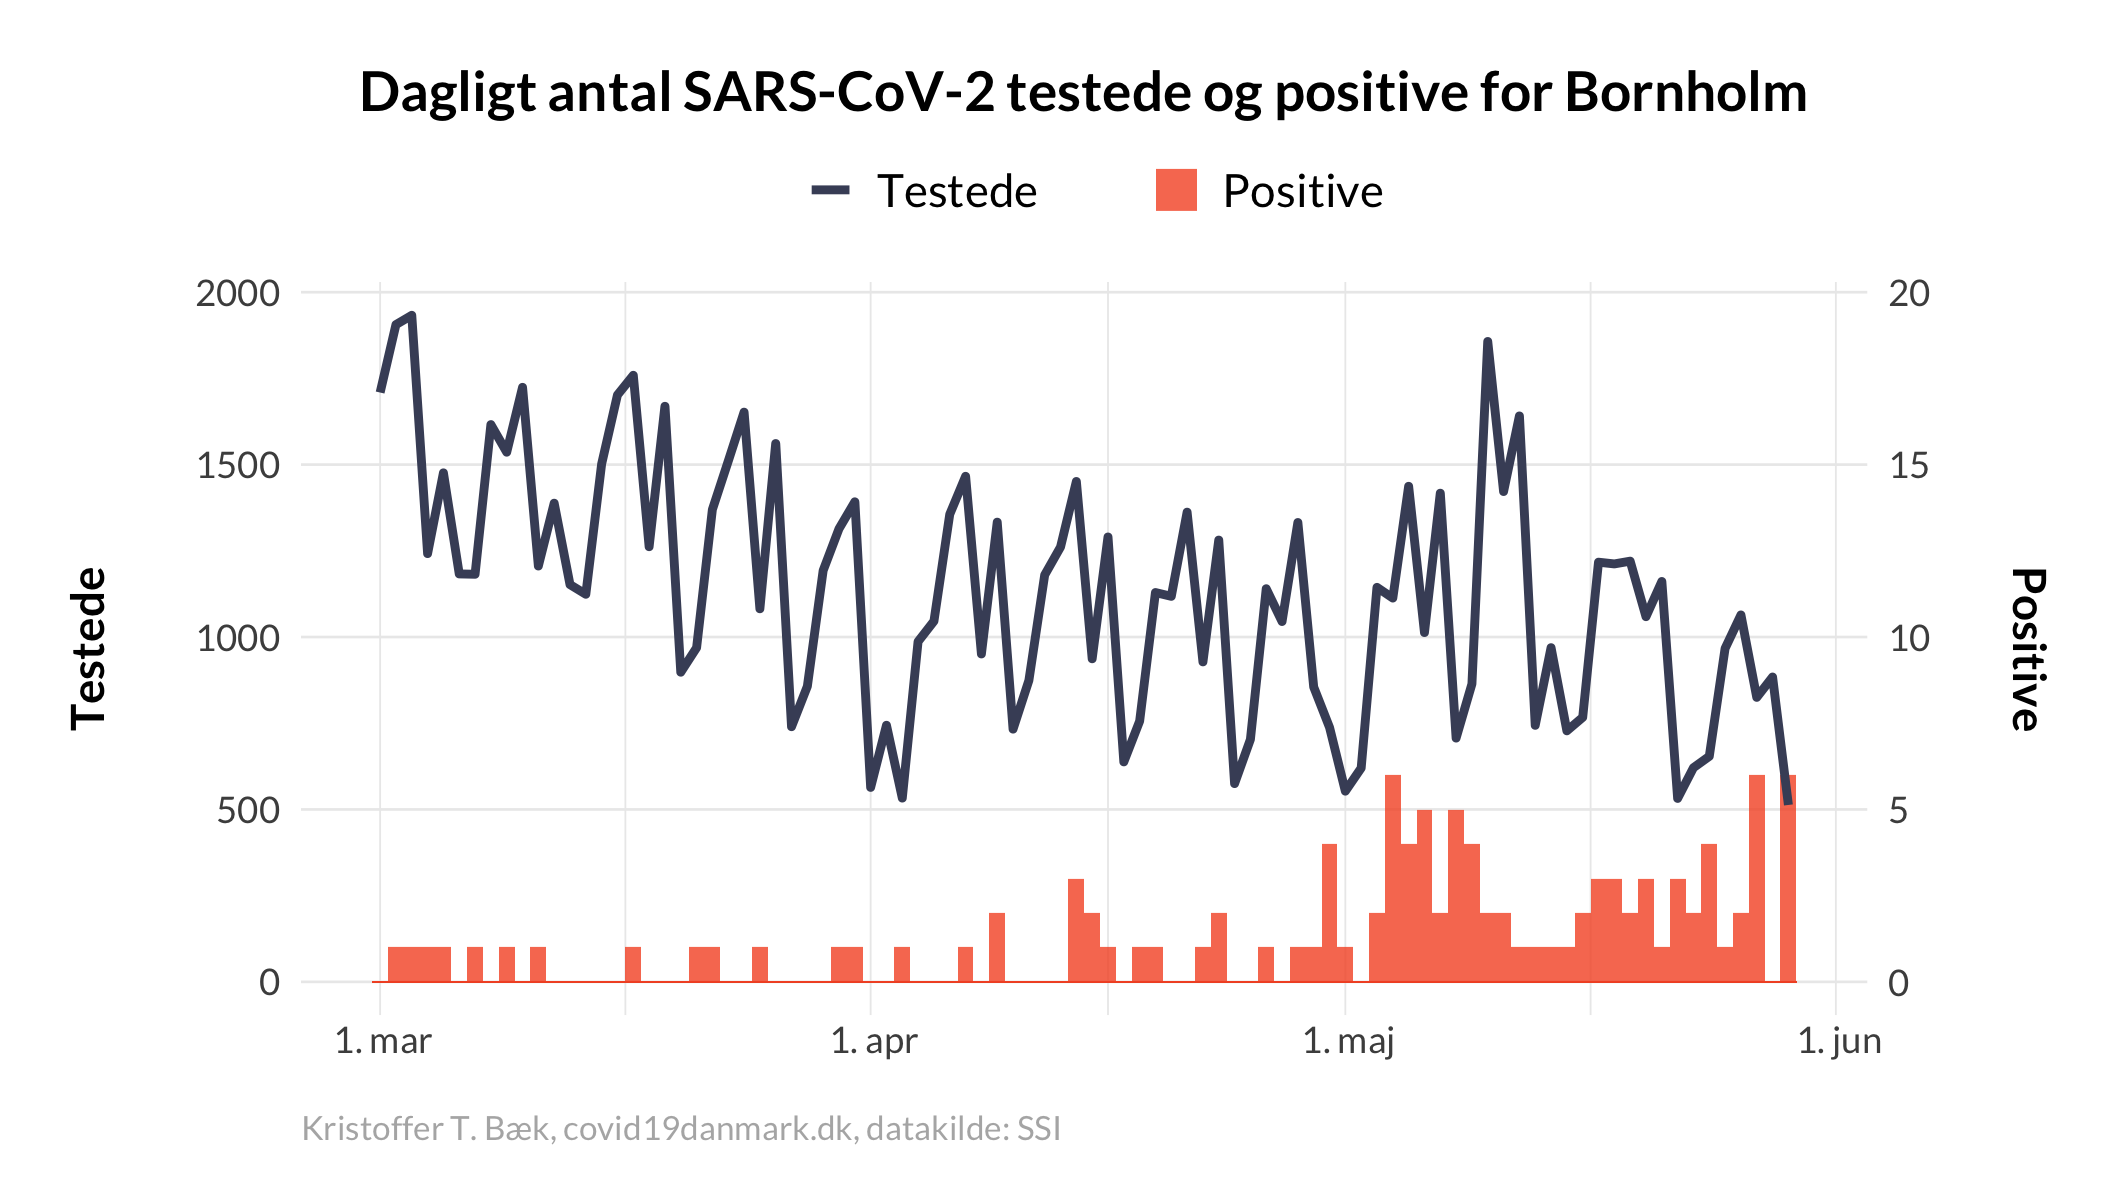 Dagligt antal SARS-CoV-2 testede og positive for Bornholm
Testede
Positive
2000
1500
1000
500
0
Testede
20
15
10
5
0
Positive
1. mar
1. apr
1. maj
1. jun
Kristoffer T. Bæk, covid19danmark.dk, datakilde: SSI